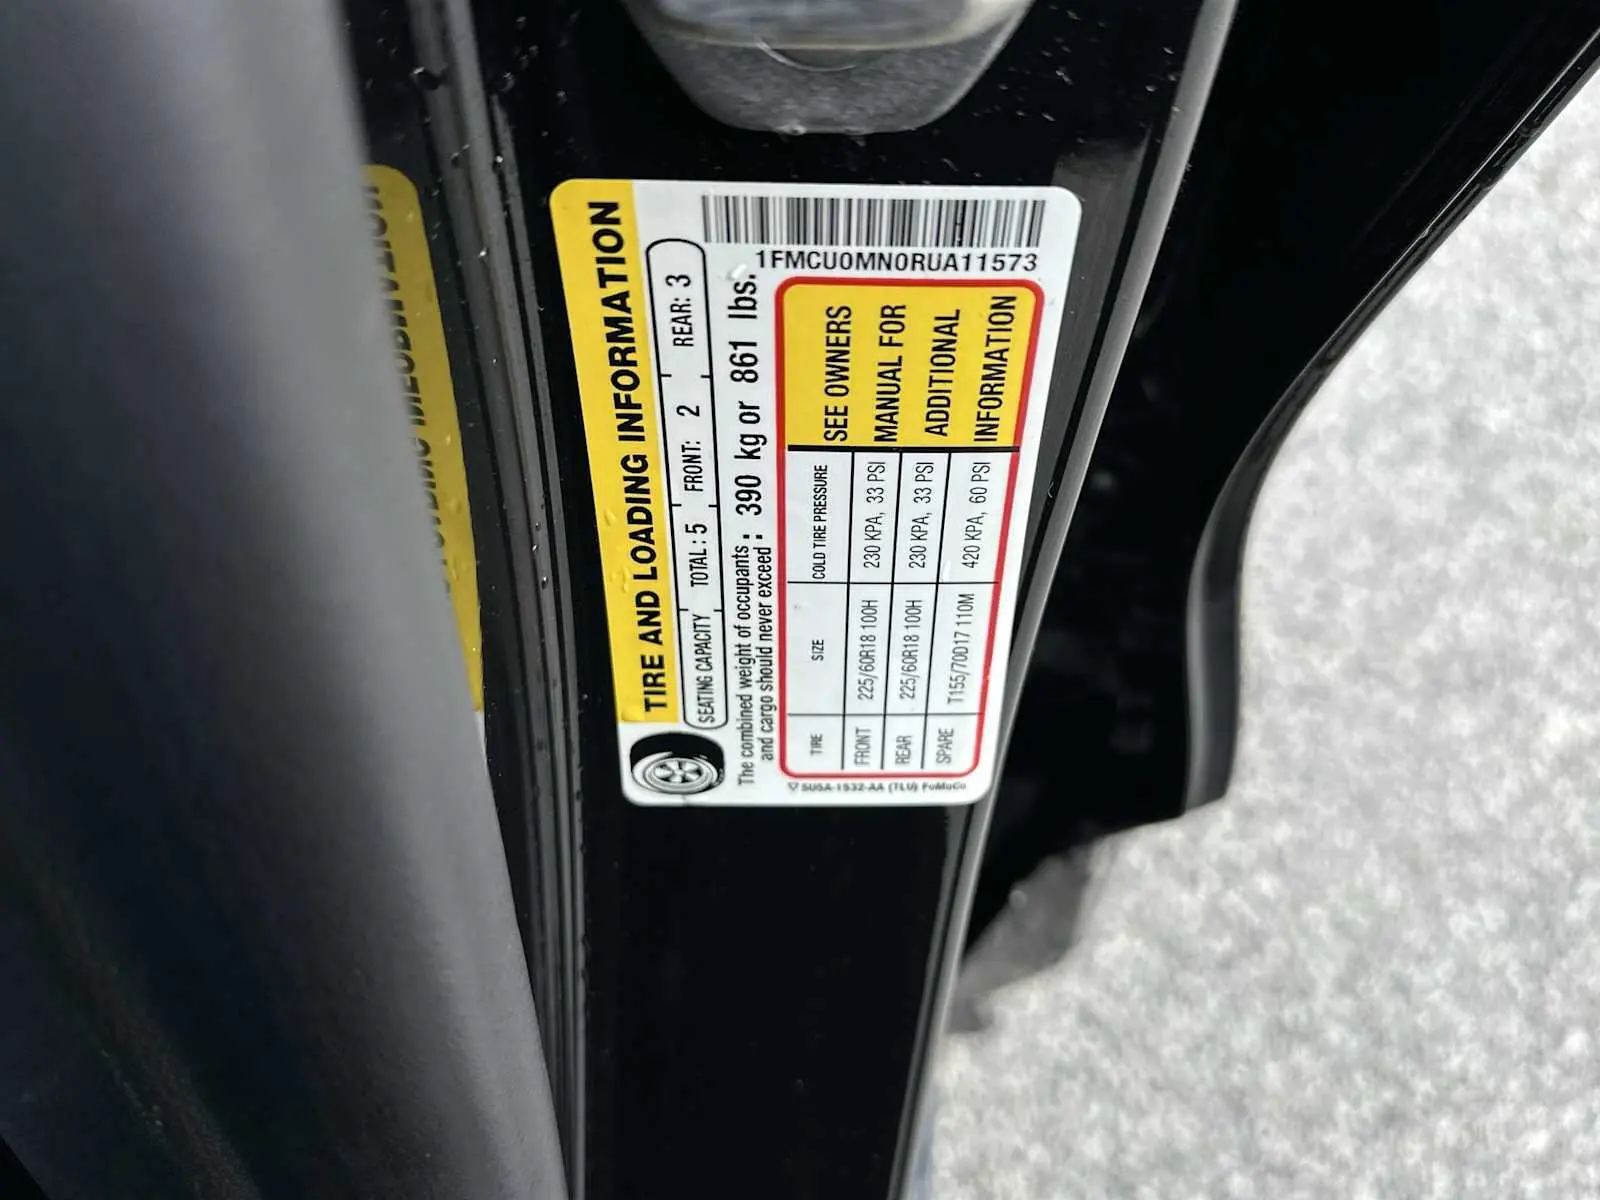 1FMCU0MN0RUA11573
TIRE AND LOADING INFORMATION
SEATING CAPACITY TOTAL: 5 FRONT: 2 REAR: 3
The combined weight of occupants
and cargo should never exceed : 390 kg or 861 lbs.
TIRE SIZE COLD TIRE PRESSURE
FRONT 225/60R18 100H 230 KPA, 33 PSI
REAR 225/60R18 100H 230 KPA, 33 PSI
SPARE T155/70D17 110M 420 KPA, 60 PSI
SEE OWNERS
MANUAL FOR
ADDITIONAL
INFORMATION
5U5A-1532-AA (TLU) FoMoCo